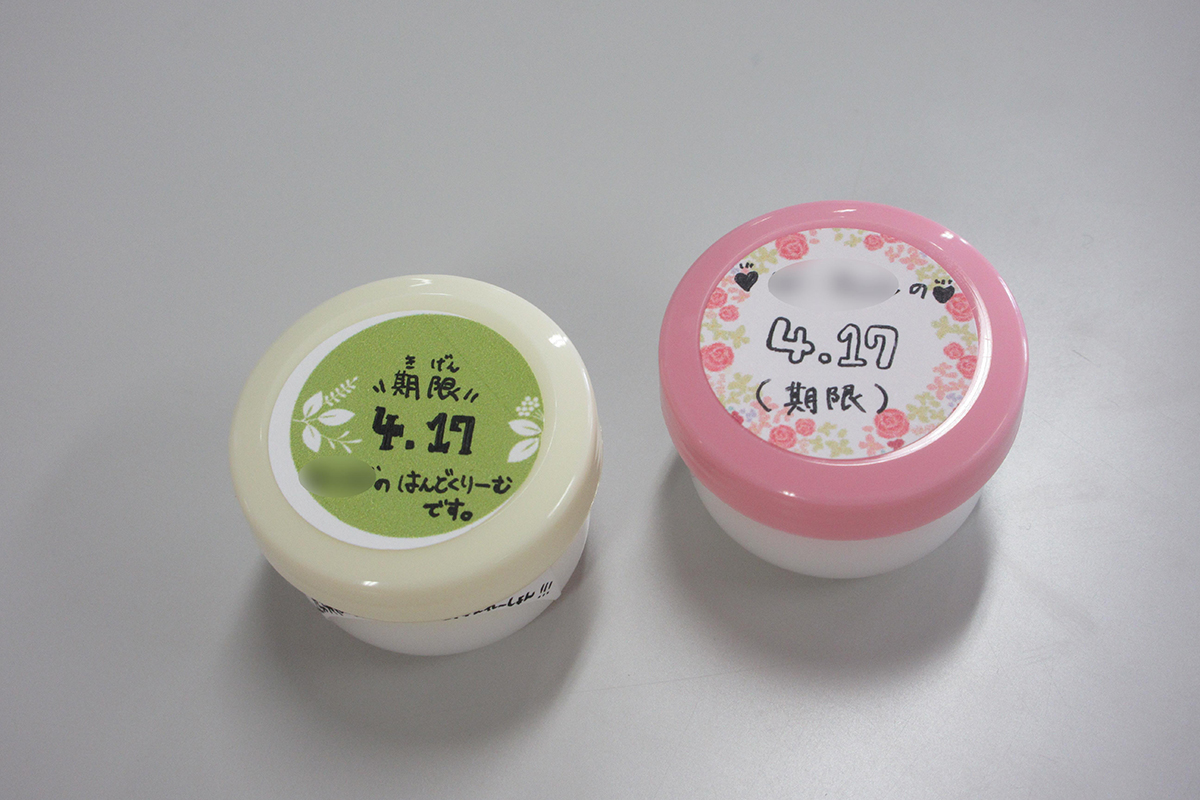 きげん
"期限"
4.17
の はんどくりーむ
です。
の
4.17
(期限)